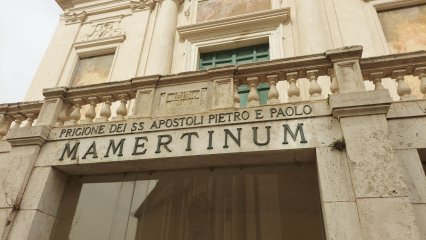 PRIGIONE DEI SS APOSTOLI PIETRO E PAOLO
MAMERTINUM